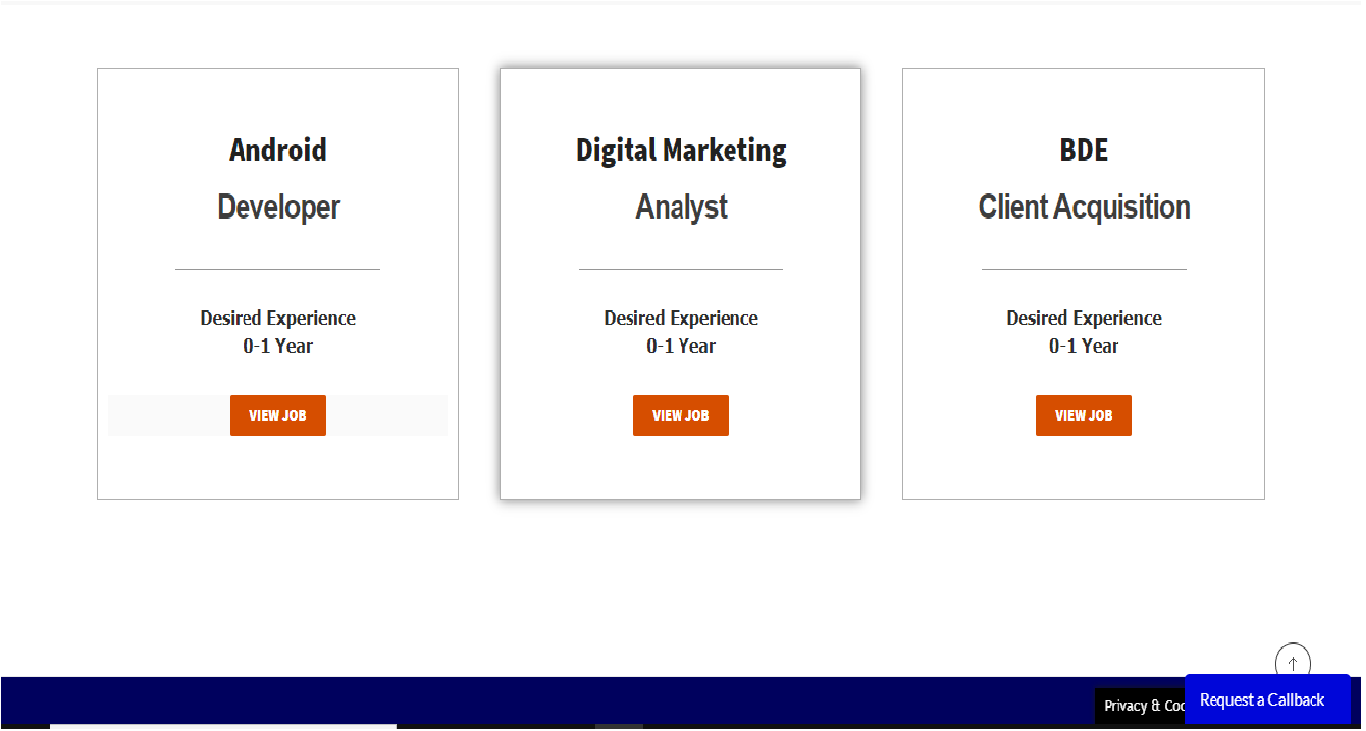 Android
Developer
Desired Experience
0-1 Year
VIEW JOB
Digital Marketing
Analyst
Desired Experience
0-1 Year
VIEW JOB
BDE
Client Acquisition
Desired Experience
0-1 Year
VIEW JOB
Privacy & Coo
Request a Callback